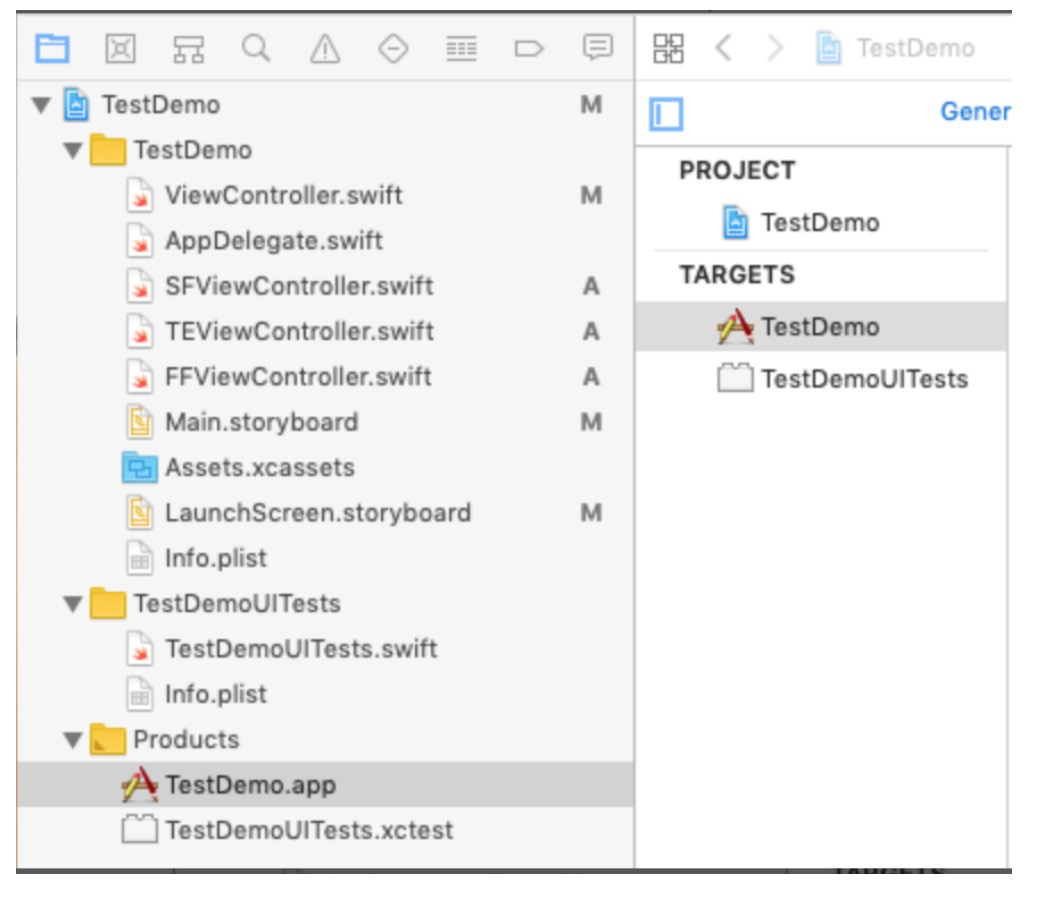 TestDemo
Gener
TestDemo M
TestDemo
ViewController.swift M
AppDelegate.swift
SFViewController.swift A
TEViewController.swift A
FFViewController.swift A
Main.storyboard M
Assets.xcassets
LaunchScreen.storyboard M
Info.plist
TestDemoUITests
TestDemoUITests.swift
Info.plist
Products
TestDemo.app
TestDemoUITests.xctest
PROJECT
TestDemo
TARGETS
TestDemo
TestDemoUITests